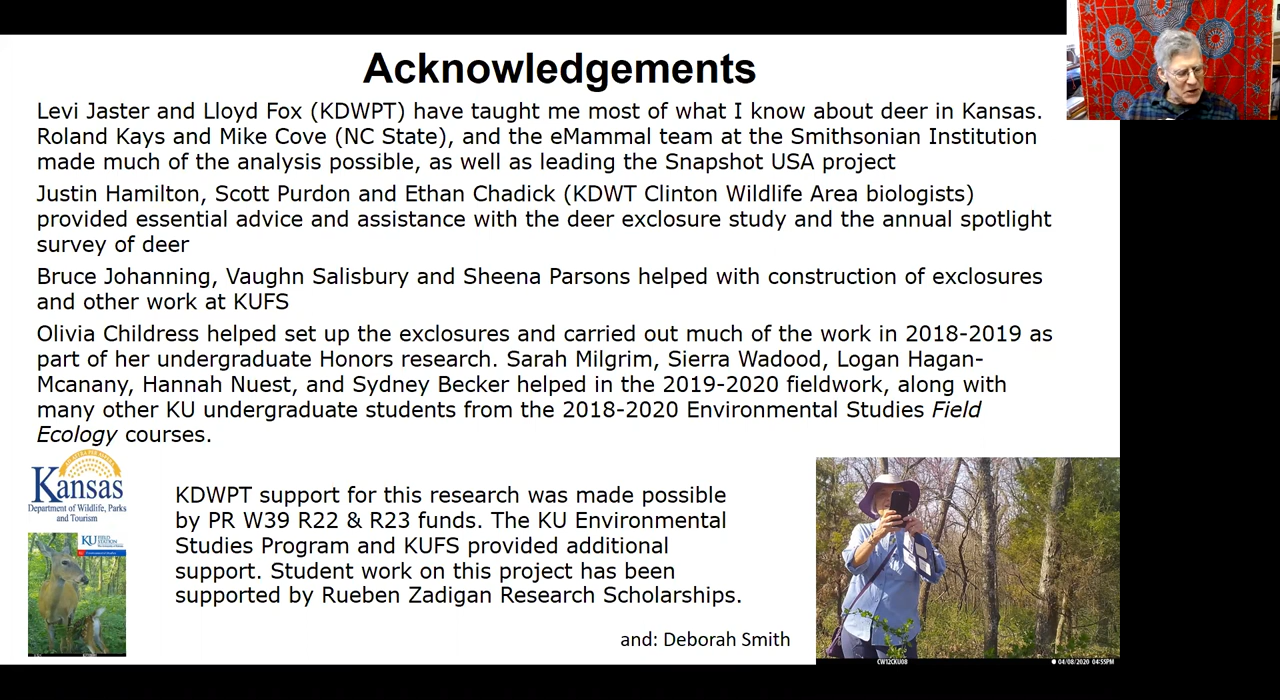 Acknowledgements
Levi Jaster and Lloyd Fox (KDWPT) have taught me most of what I know about deer in Kansas.
Roland Kays and Mike Cove (NC State), and the eMammal team at the Smithsonian Institution
made much of the analysis possible, as well as leading the Snapshot USA project
Justin Hamilton, Scott Purdon and Ethan Chadick (KDWT Clinton Wildlife Area biologists)
provided essential advice and assistance with the deer exclosure study and the annual spotlight
survey of deer
Bruce Johanning, Vaughn Salisbury and Sheena Parsons helped with construction of exclosures
and other work at KUFS
Olivia Childress helped set up the exclosures and carried out much of the work in 2018-2019 as
part of her undergraduate Honors research. Sarah Milgrim, Sierra Wadood, Logan Hagan-
Mcanany, Hannah Nuest, and Sydney Becker helped in the 2019-2020 fieldwork, along with
many other KU undergraduate students from the 2018-2020 Environmental Studies Field
Ecology courses.
Kansas
Department of Wildlife, Parks
and Tourism
KU FIELD
STATION
KDWPT support for this research was made possible
by PR W39 R22 & R23 funds. The KU Environmental
Studies Program and KUFS provided additional
support. Student work on this project has been
supported by Rueben Zadigan Research Scholarships.
and: Deborah Smith
CW12CKU08
04/08/2020 04:55PM